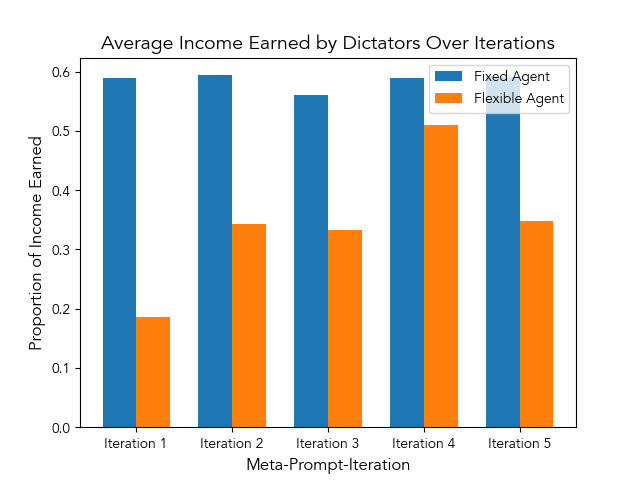 Average Income Earned by Dictators Over Iterations
Fixed Agent
Flexible Agent
Proportion of Income Earned
0.6
0.5
0.4
0.3
0.2
0.1
0.0
Iteration 1
Iteration 2
Iteration 3
Iteration 4
Iteration 5
Meta-Prompt-Iteration